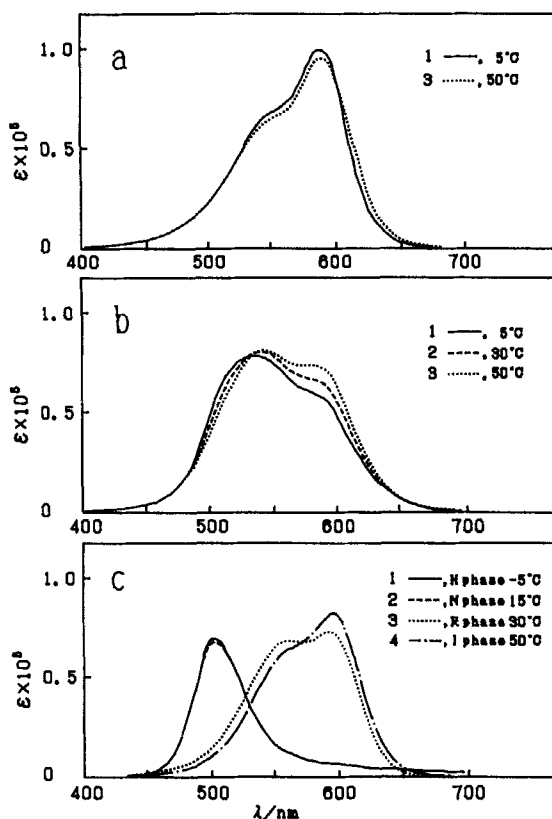 a
1 ——, 5℃
3 ········, 50℃
ε×10⁵
1.0
0.5
0
400 500 600 700
b
1 ——, 5℃
2 -----, 30℃
3 ········, 50℃
ε×10⁵
1.0
0.5
0
400 500 600 700
c
1 ——, N phase -5℃
2 -----, N phase 15℃
3 ········, R phase 30℃
4 —·—, I phase 50℃
ε×10⁵
1.0
0.5
0
400 500 600 700
λ/nm